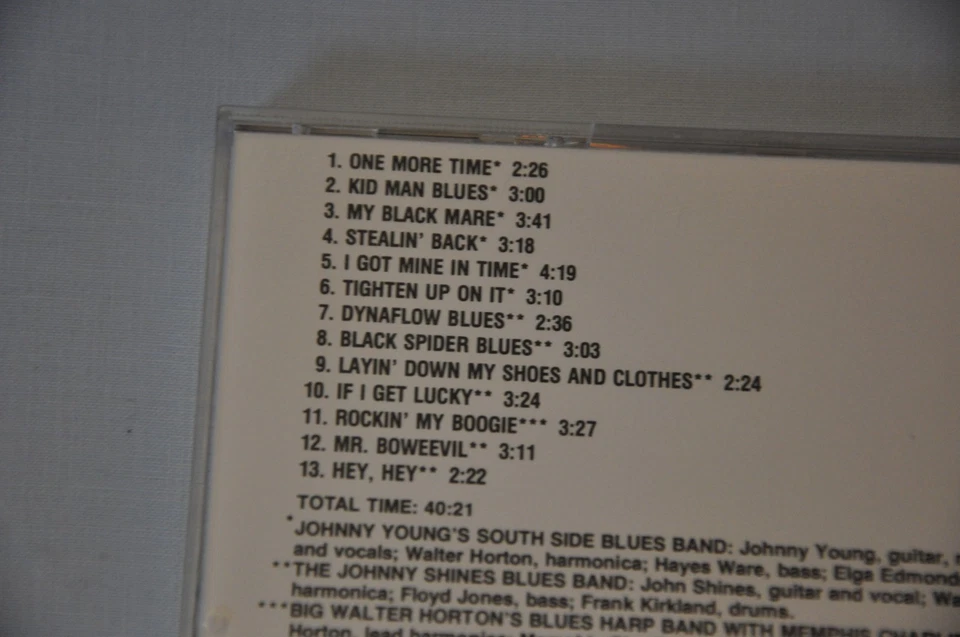 1. ONE MORE TIME* 2:26
2. KID MAN BLUES* 3:00
3. MY BLACK MARE* 3:41
4. STEALIN' BACK* 3:18
5. I GOT MINE IN TIME* 4:19
6. TIGHTEN UP ON IT* 3:10
7. DYNAFLOW BLUES** 2:36
8. BLACK SPIDER BLUES** 3:03
9. LAYIN' DOWN MY SHOES AND CLOTHES** 2:24
10. IF I GET LUCKY** 3:24
11. ROCKIN' MY BOOGIE*** 3:27
12. MR. BOWEEVIL** 3:11
13. HEY, HEY** 2:22
TOTAL TIME: 40:21
*JOHNNY YOUNG'S SOUTH SIDE BLUES BAND: Johnny Young, guitar,
and vocals; Walter Horton, harmonica; Hayes Ware, bass; Elga
**THE JOHNNY SHINES BLUES BAND: John Shines, guitar and vocal;
harmonica; Floyd Jones, bass; Frank Kirkland, drums.
***BIG WALTER HORTON'S BLUES HARP BAND WITH MEMPHIS
Horton, lead